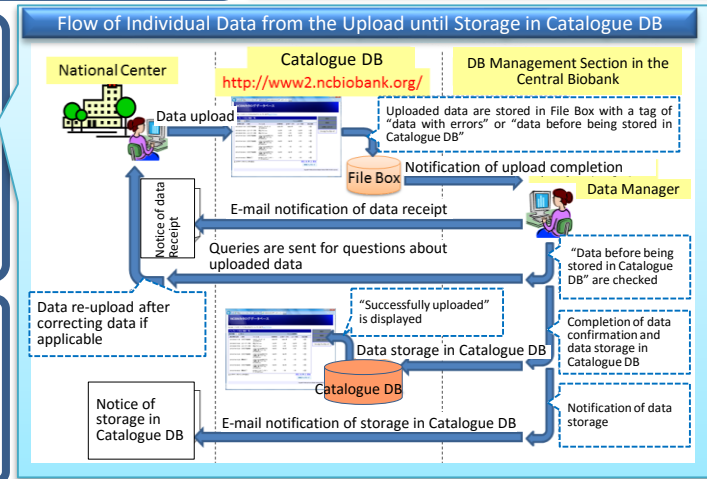 Flow of Individual Data from the Upload until Storage in Catalogue DB
National Center
Catalogue DB
http://www2.ncbiobank.org/
DB Management Section in the
Central Biobank
Data upload
Uploaded data are stored in File Box with a tag of
“data with errors” or “data before being stored in
Catalogue DB”
File Box
Notification of upload completion
Data Manager
Notice of data
Receipt
E-mail notification of data receipt
Queries are sent for questions about
uploaded data
“Data before being
stored in Catalogue
DB” are checked
Data re-upload after
correcting data if
applicable
“Successfully uploaded”
is displayed
Data storage in Catalogue DB
Completion of data
confirmation and
data storage in
Catalogue DB
Catalogue DB
Notice of
storage in
Catalogue DB
E-mail notification of storage in Catalogue DB
Notification of data
storage